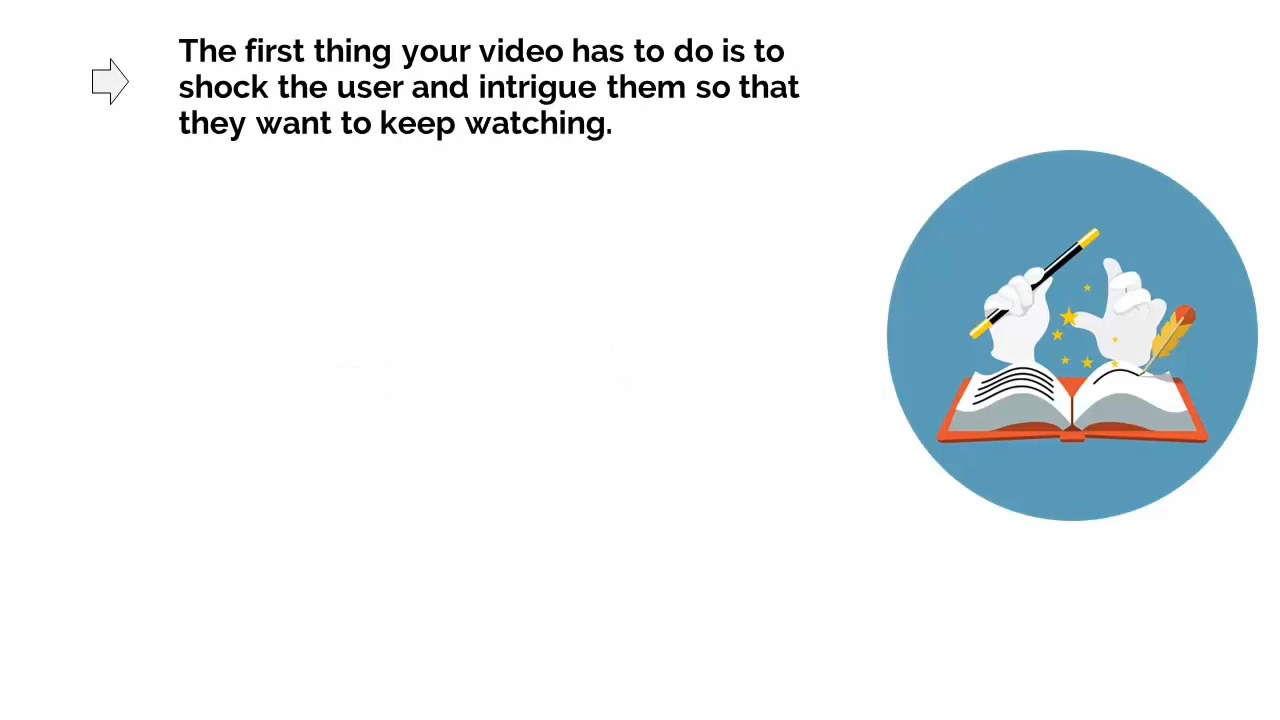 The first thing your video has to do is to
shock the user and intrigue them so that
they want to keep watching.